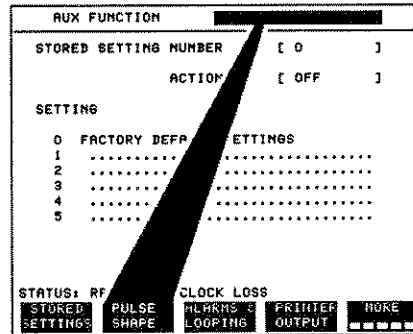 AUX FUNCTION
STORED SETTING NUMBER [ 0 ]
ACTION [ OFF ]
SETTING
0 FACTORY DEFA ETTINGS
1 ..................................
2 ..................................
3 ..................................
4 ..................................
5 ..................................
STATUS: RF CLOCK LOSS
STORED SETTINGS PULSE SHAPE ALARMS & LOOPING PRINTER OUTPUT MORE